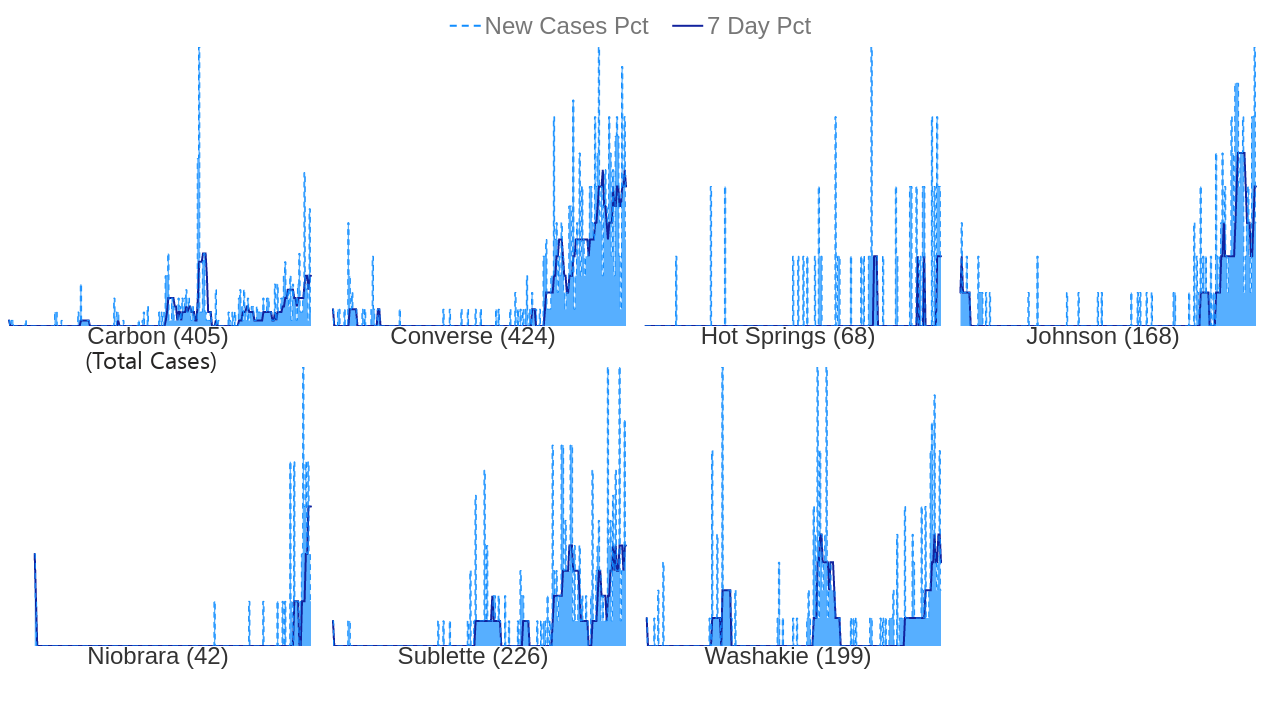 New Cases Pct 7 Day Pct
Carbon (405) Converse (424) Hot Springs (68) Johnson (168)
(Total Cases)
Niobrara (42) Sublette (226) Washakie (199)